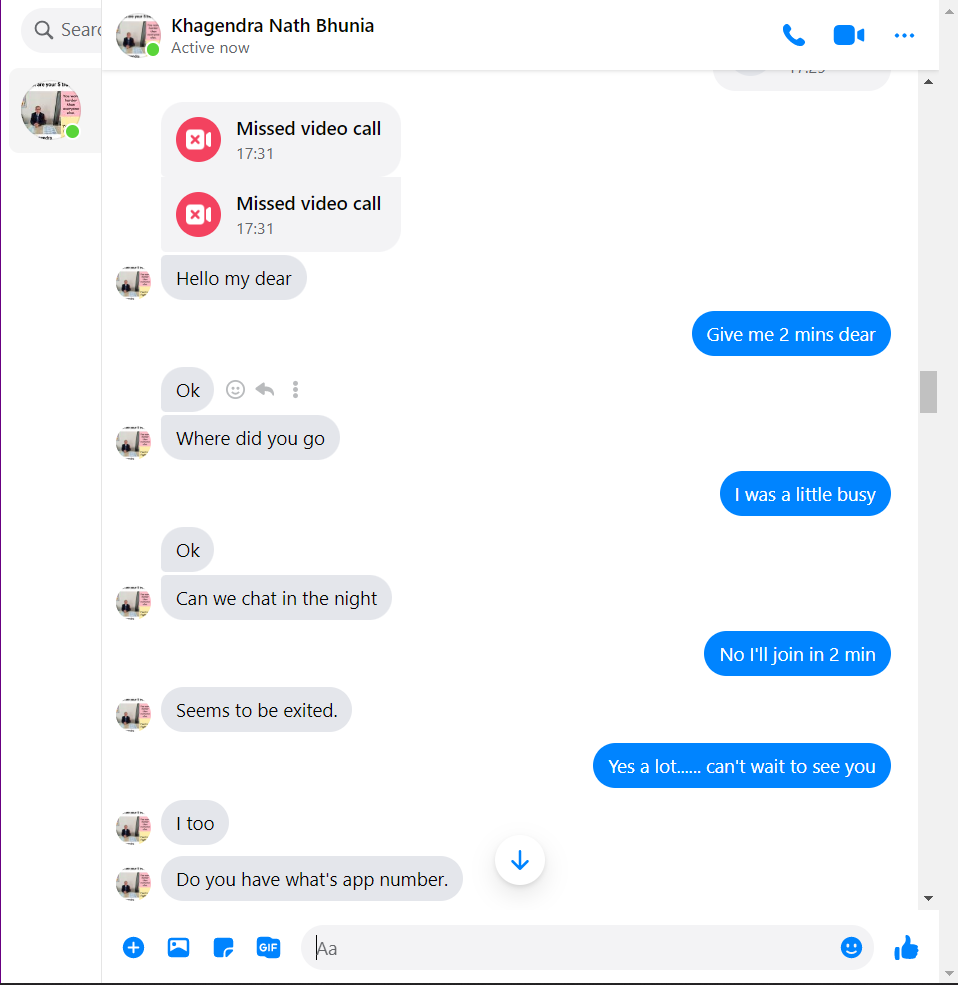 Khagendra Nath Bhunia
Active now
Missed video call
17:31
Missed video call
17:31
Hello my dear
Give me 2 mins dear
Ok
Where did you go
I was a little busy
Ok
Can we chat in the night
No I'll join in 2 min
Seems to be exited.
Yes a lot...... can't wait to see you
I too
Do you have what's app number.
GIF
Aa